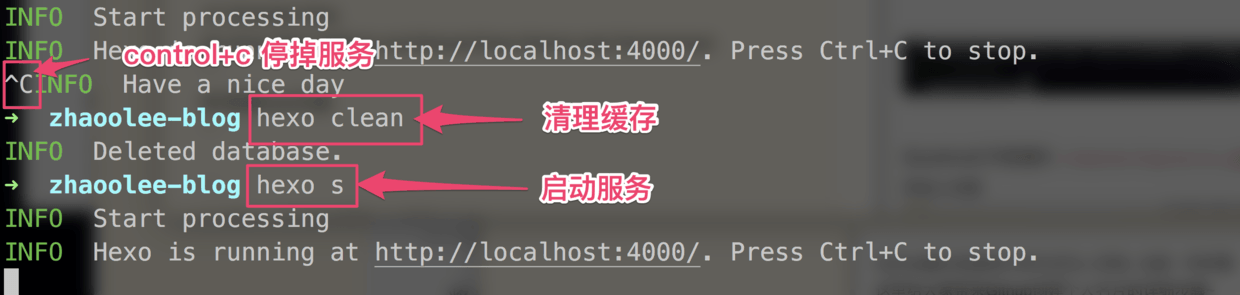 INFO  Start processing
INFO  He http://localhost:4000/. Press Ctrl+C to stop.
control+c 停掉服务
^CINFO  Have a nice day
➜  zhaoolee-blog hexo clean
清理缓存
INFO  Deleted database.
➜  zhaoolee-blog hexo s
启动服务
INFO  Start processing
INFO  Hexo is running at http://localhost:4000/. Press Ctrl+C to stop.